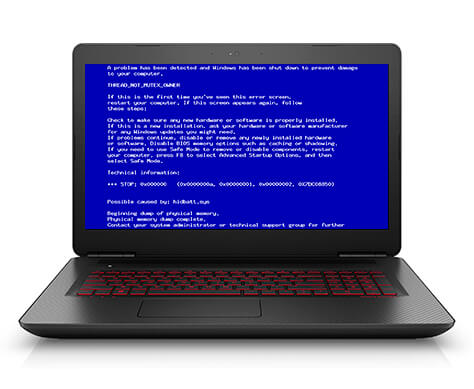 A problem has been detected and Windows has been shut down to prevent damage
to your computer.
THREAD_NOT_MUTEX_OWNER
If this is the first time you've seen this error screen,
restart your computer. If this screen appears again, follow
these steps:
Check to make sure any new hardware or software is properly installed.
If this is a new installation, ask your hardware or software manufacturer
for any Windows updates you might need.
If problems continue, disable or remove any newly installed hardware
or software. Disable BIOS memory options such as caching or shadowing.
If you need to use Safe Mode to remove or disable components, restart
your computer, press F8 to select Advanced Startup Options, and then
select Safe Mode.
Technical information:
*** STOP: 0x000000 (0x0000000a, 0x00000001, 0x00000002,
Possible caused by: hidbatt.sys
Beginning dump of physical memory.
Physical memory dump complete.
Contact your system administrator or technical support group for further